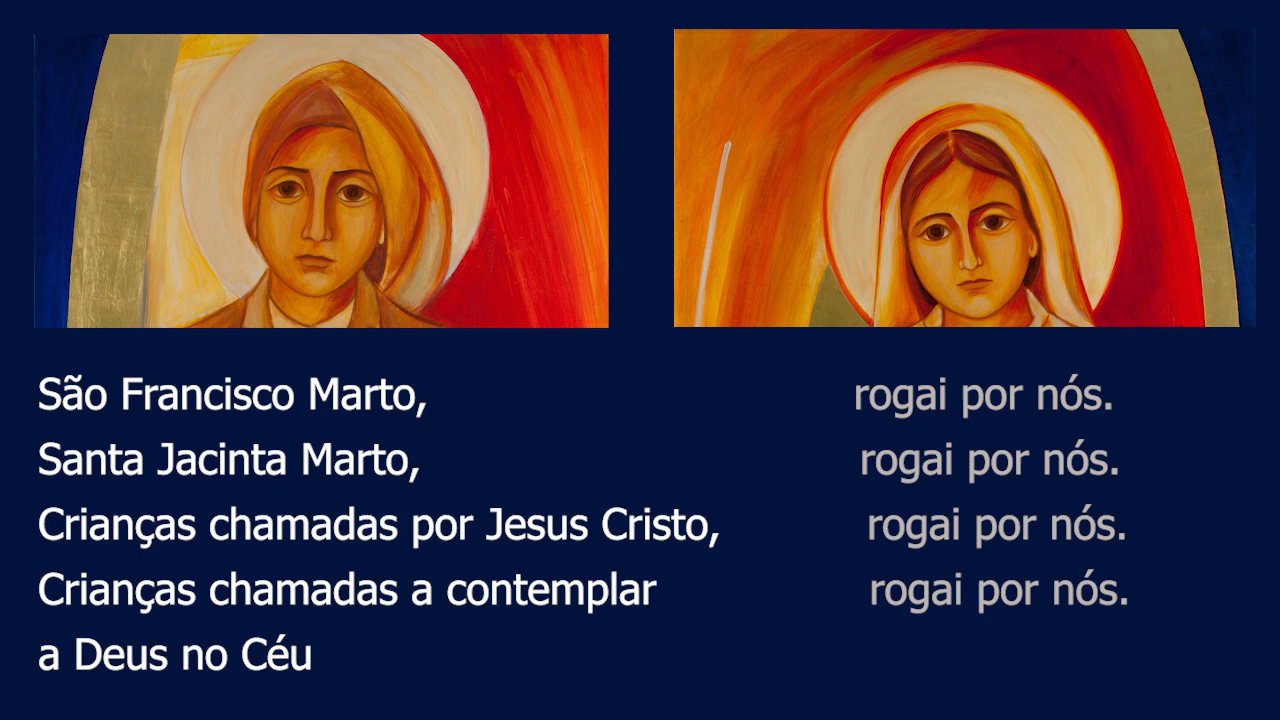 São Francisco Marto, rogai por nós.
Santa Jacinta Marto, rogai por nós.
Crianças chamadas por Jesus Cristo, rogai por nós.
Crianças chamadas a contemplar rogai por nós.
a Deus no Céu